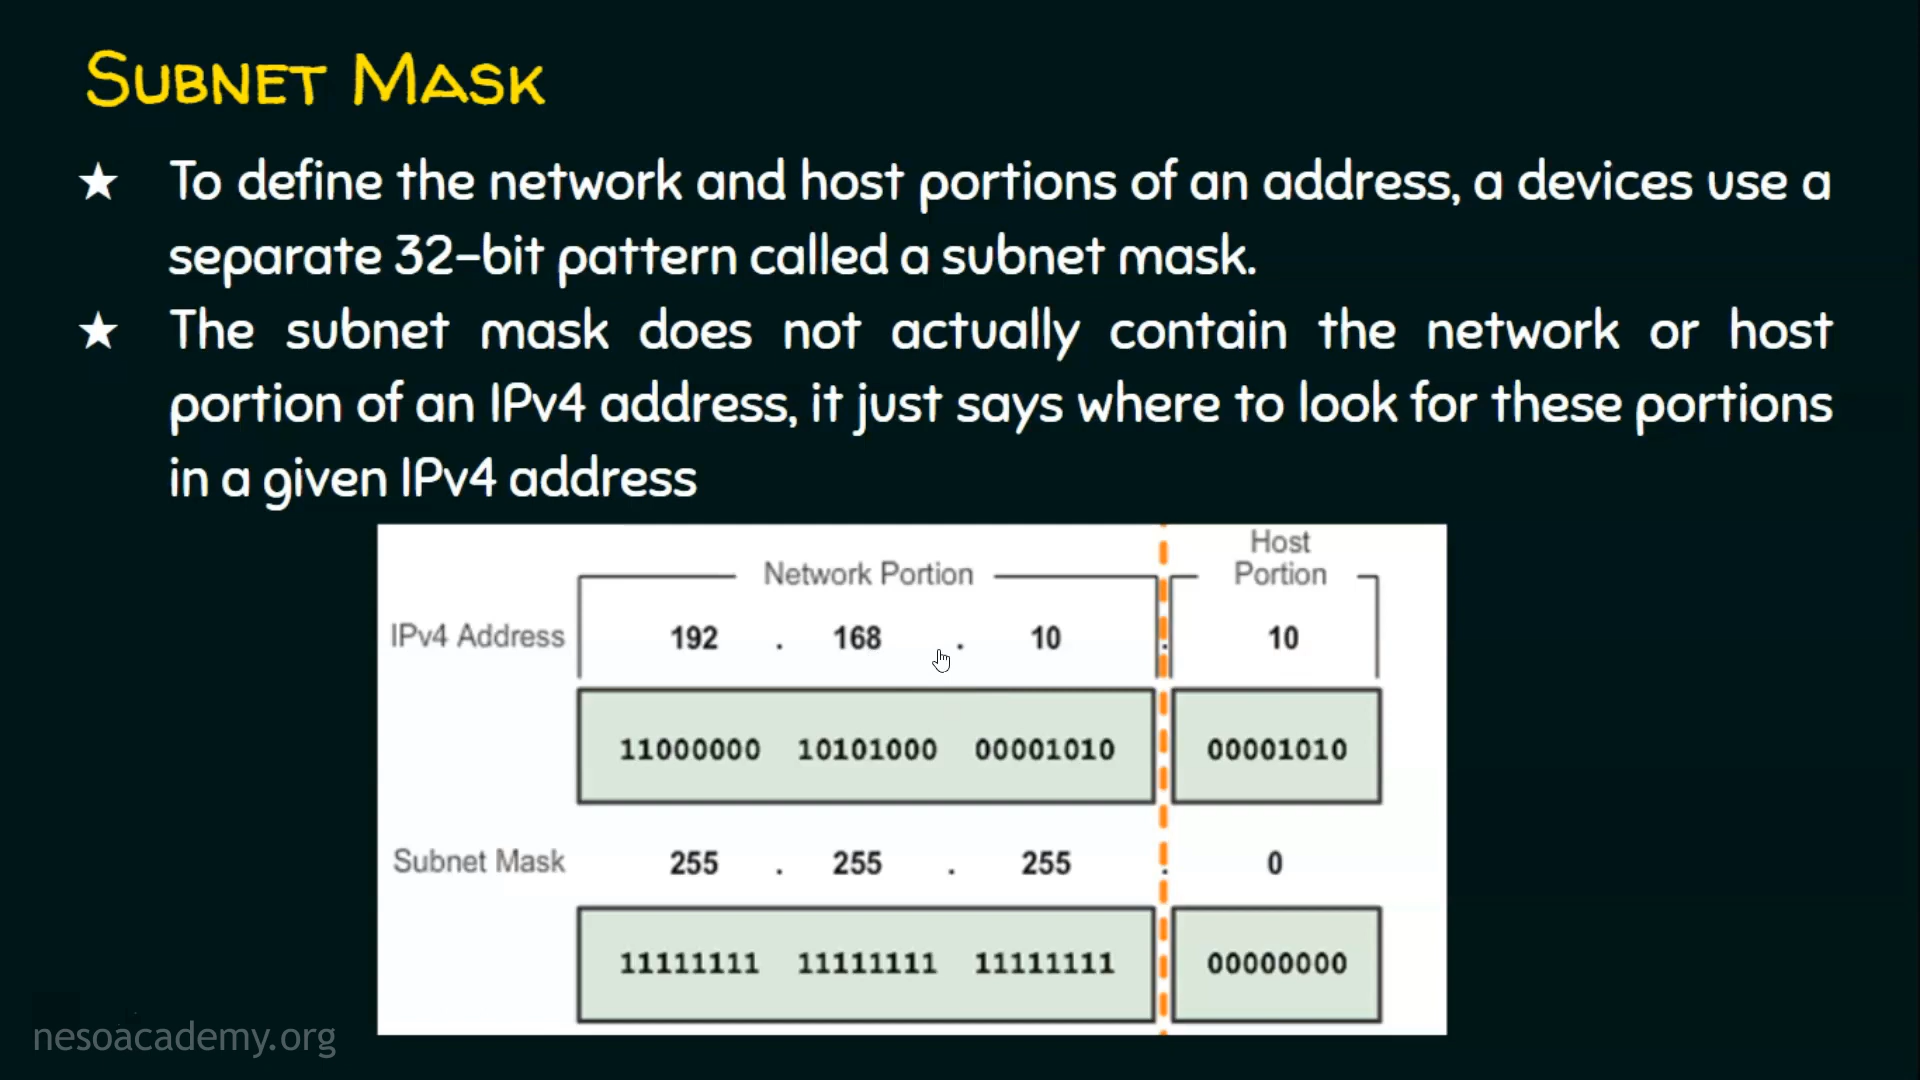 SUBNET MASK
★ To define the network and host portions of an address, a devices use a
separate 32-bit pattern called a subnet mask.
★ The subnet mask does not actually contain the network or host
portion of an IPv4 address, it just says where to look for these portions
in a given IPv4 address
Host
Network Portion Portion
IPv4 Address 192 . 168 . 10 . 10
11000000 10101000 00001010 00001010
Subnet Mask 255 . 255 . 255 . 0
11111111 11111111 11111111 00000000
nesoacademy.org